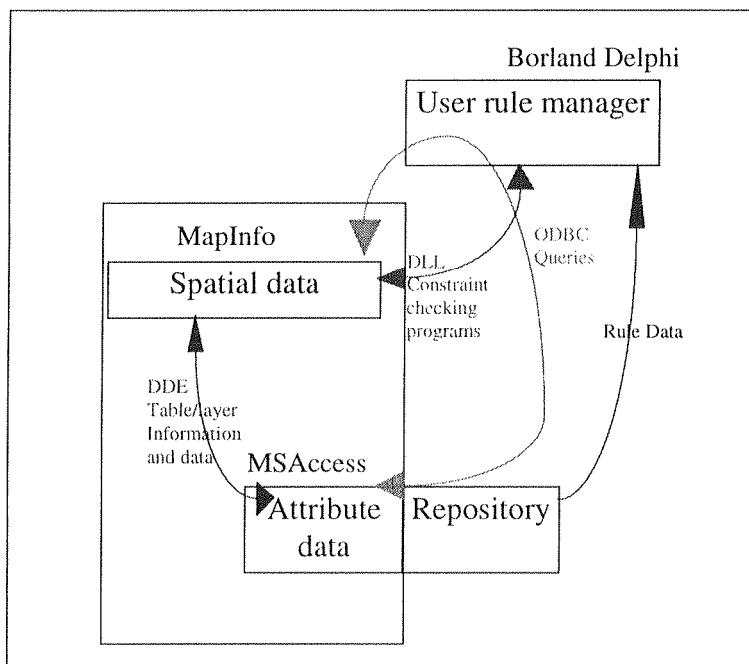 Borland Delphi
User rule manager
MapInfo
Spatial data
ODBC
Queries
DLL
Constraint
checking
programs
Rule Data
DDE
Table/layer
Information
and data
MSAccess
Attribute
data
Repository